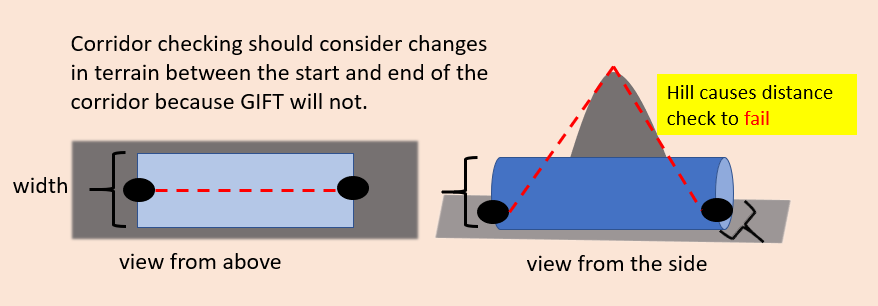 Corridor checking should consider changes
in terrain between the start and end of the
corridor because GIFT will not.
Hill causes distance
check to fail
width
view from above
view from the side